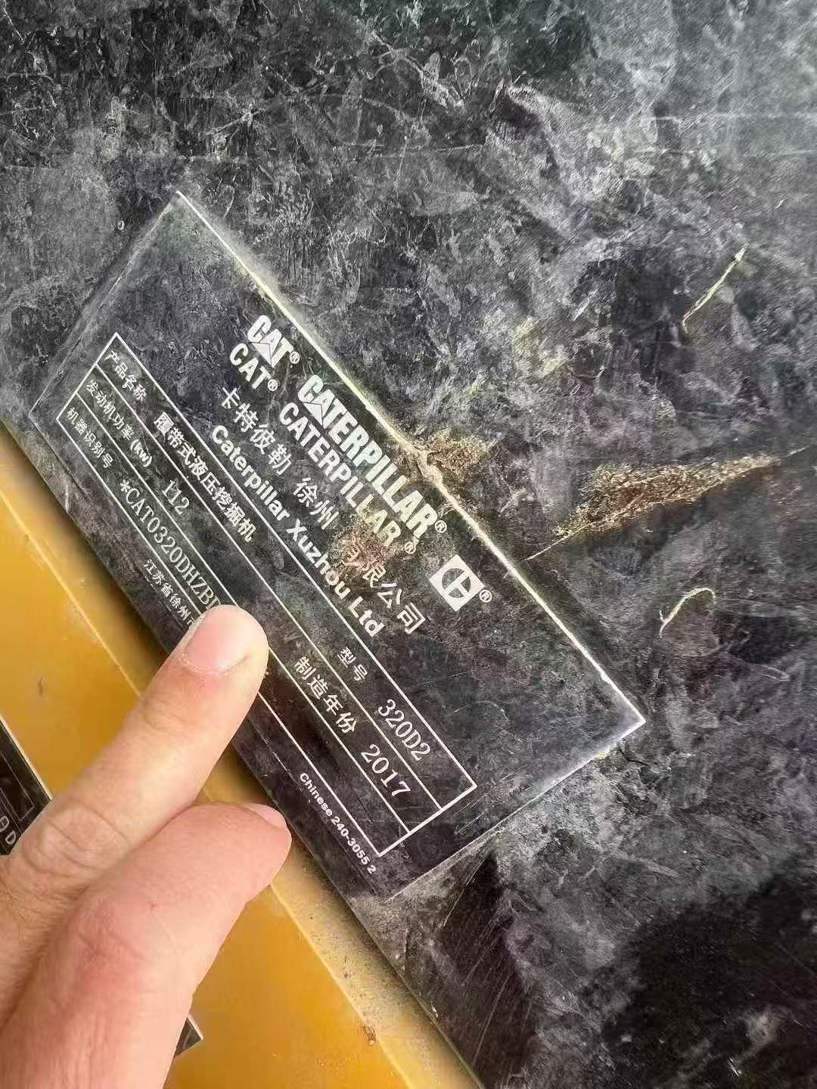 CAT® CATERPILLAR®
CAT® CATERPILLAR®
卡特彼勒 徐州 有限公司 ®
Caterpillar Xuzhou Ltd
产品名称 履带式液压挖掘机 型号 320D2
发动机功率(kw) 112 制造年份 2017
机器识别号 *CAT0320DHZB
江苏省徐州市
Chinese 240-3055 2